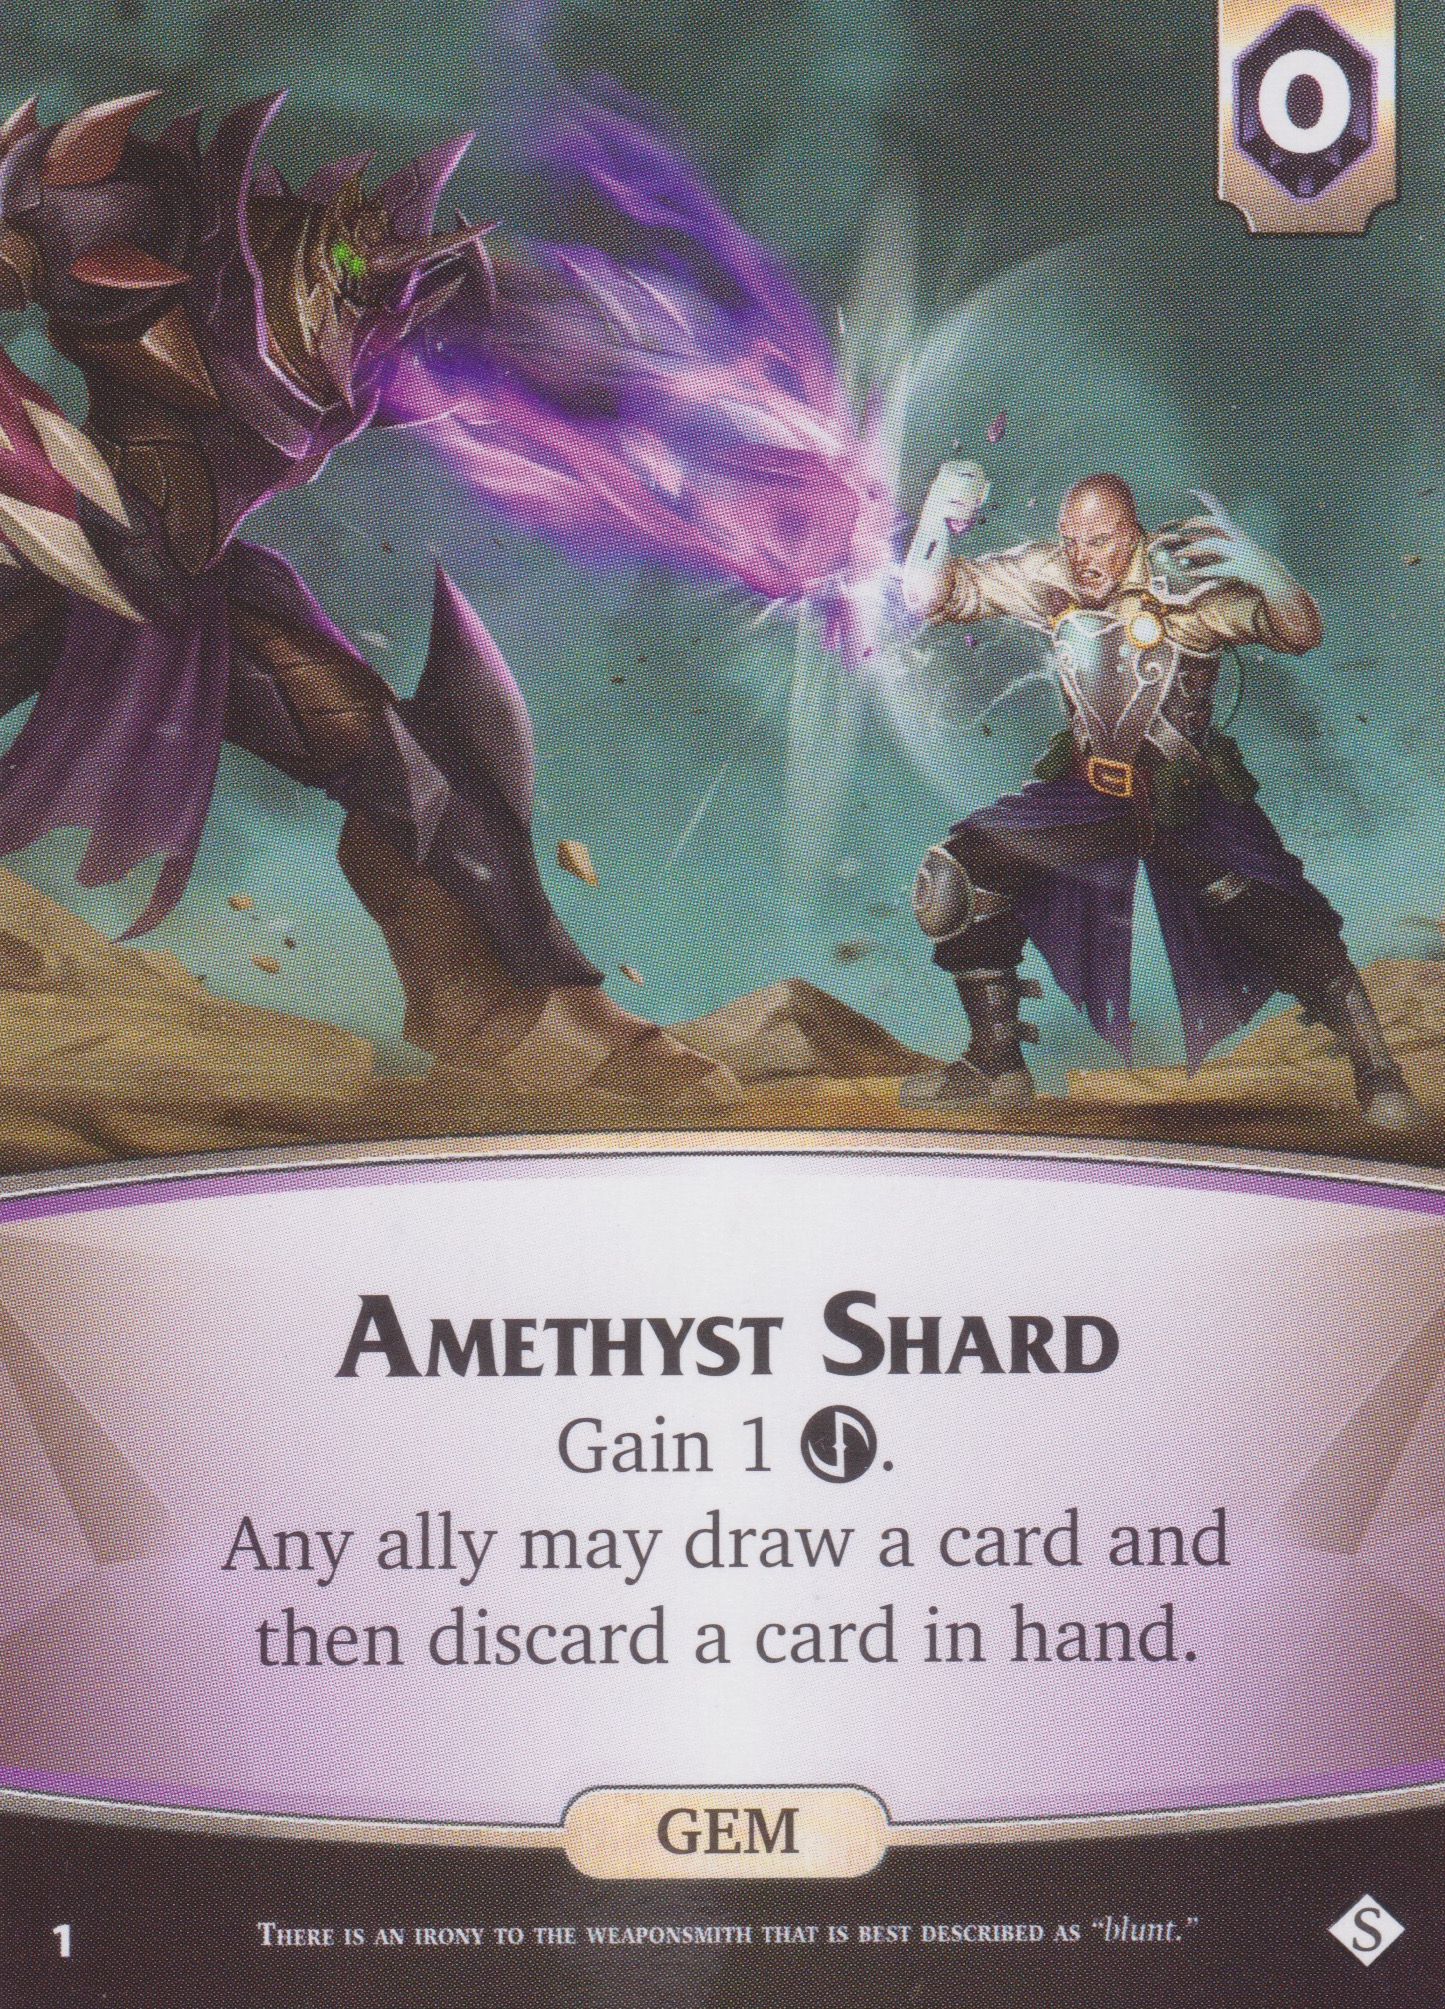 0
Amethyst Shard
Gain 1 .
Any ally may draw a card and
then discard a card in hand.
GEM
1
There is an irony to the weaponsmith that is best described as “blunt.”
S